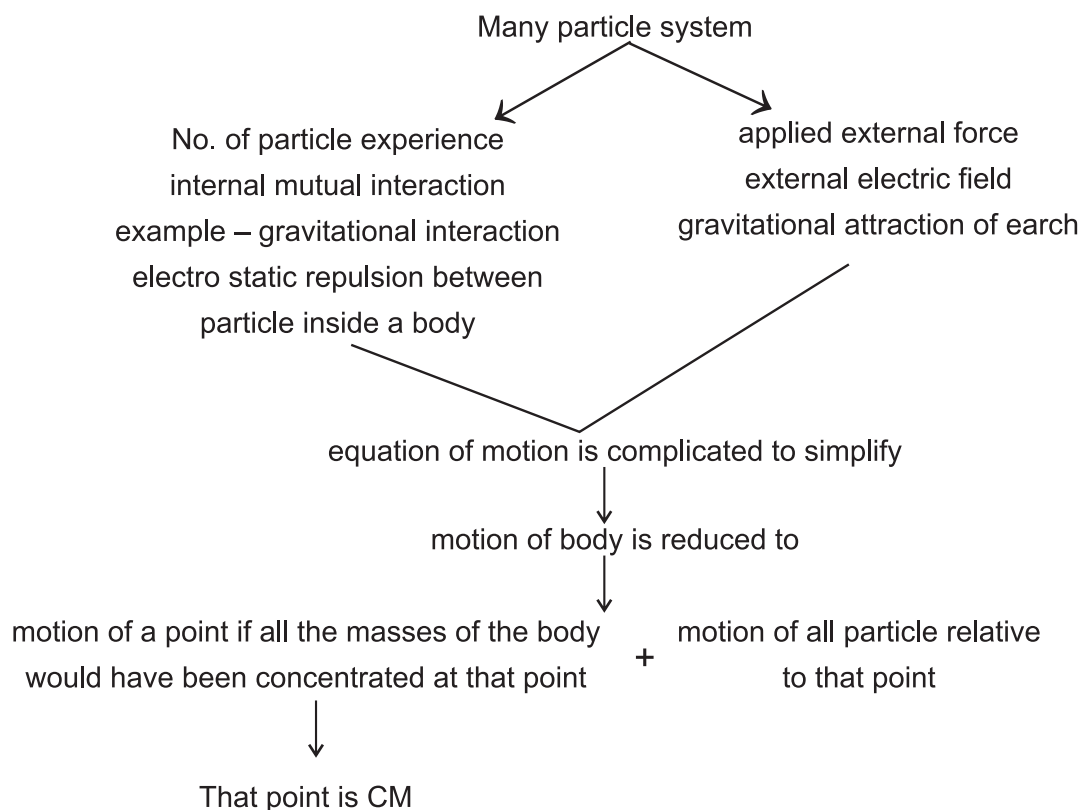 Many particle system
No. of particle experience
internal mutual interaction
example – gravitational interaction
electro static repulsion between
particle inside a body
applied external force
external electric field
gravitational attraction of earch
equation of motion is complicated to simplify
motion of body is reduced to
motion of a point if all the masses of the body
would have been concentrated at that point
+
motion of all particle relative
to that point
That point is CM